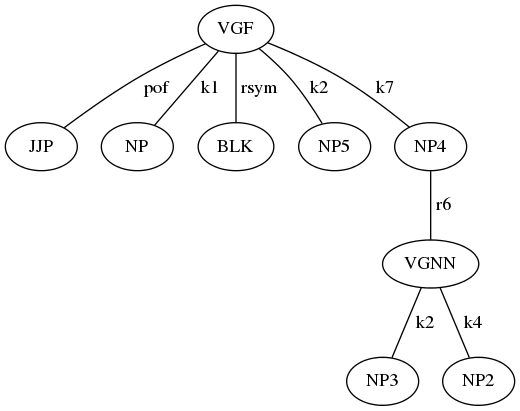 VGF
pof k1 rsym k2 k7
JJP NP BLK NP5 NP4
r6
VGNN
k2 k4
NP3 NP2